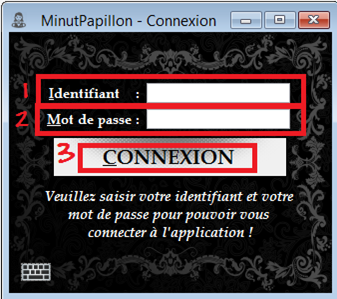 MinutPapillon - Connexion
1 Identifiant :
2 Mot de passe :
3 CONNEXION
Veuillez saisir votre identifiant et votre
mot de passe pour pouvoir vous
connecter à l'application !